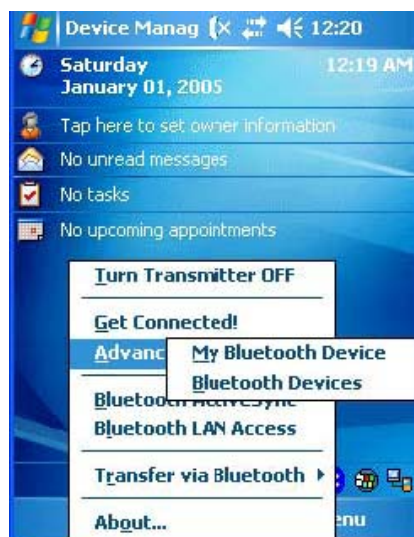 Device Manag 12:20
Saturday 12:19 AM
January 01, 2005
Tap here to set owner information
No unread messages
No tasks
No upcoming appointments
Turn Transmitter OFF
Get Connected!
Advanc
My Bluetooth Device
Bluetooth Devices
Bluetooth ActiveSync
Bluetooth LAN Access
Transfer via Bluetooth
About...
enu